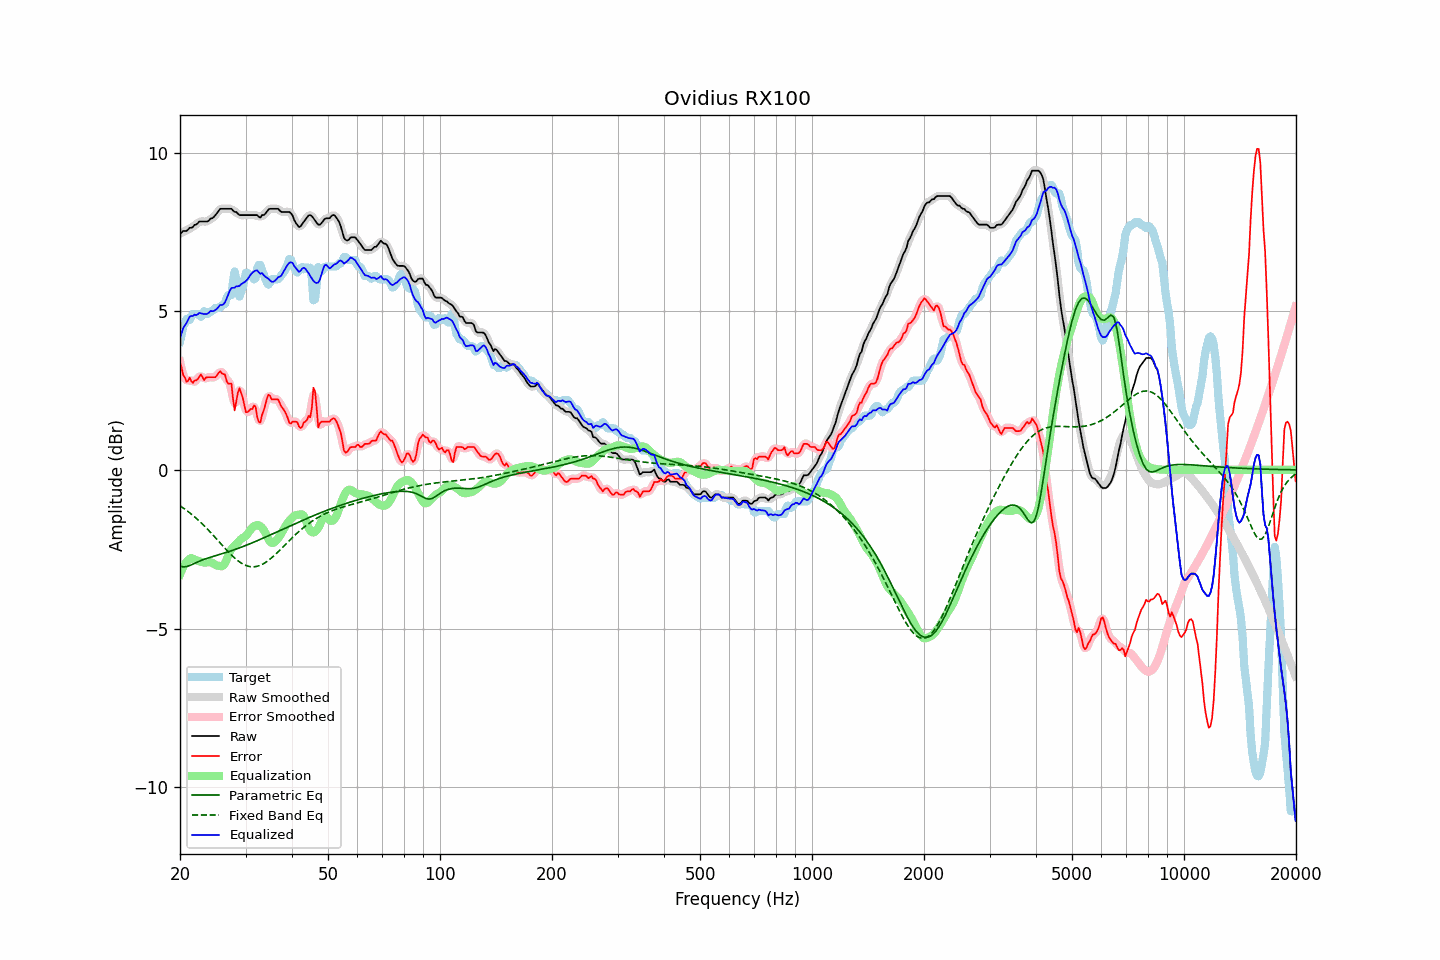 Ovidius RX100
Amplitude (dBr)
10
5
0
−5
−10
Target
Raw Smoothed
Error Smoothed
Raw
Error
Equalization
Parametric Eq
Fixed Band Eq
Equalized
20 50 100 200 500 1000 2000 5000 10000 20000
Frequency (Hz)